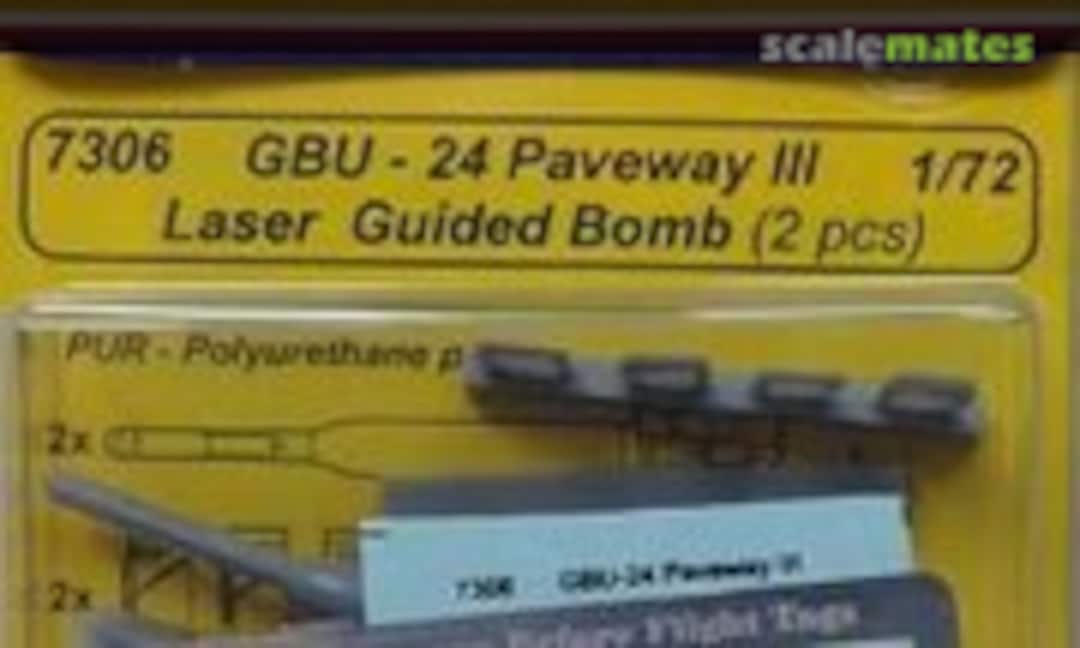 scalemates
7306 GBU - 24 Paveway III 1/72
Laser Guided Bomb (2 pcs)
PUR - Polyurethane p
2x
7306 GBU-24 Paveway III
2x
Before Flight Tags